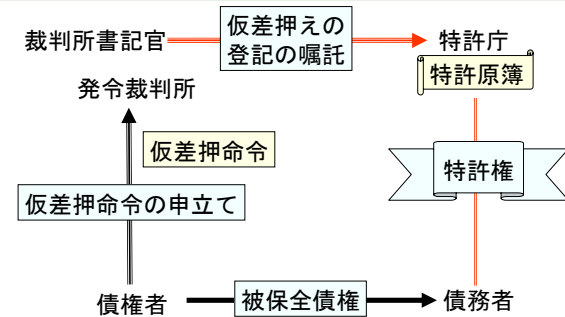 裁判所書記官
仮差押えの
登記の嘱託
特許庁
特許原簿
発令裁判所
仮差押命令
特許権
仮差押命令の申立て
債権者
被保全債権
債務者